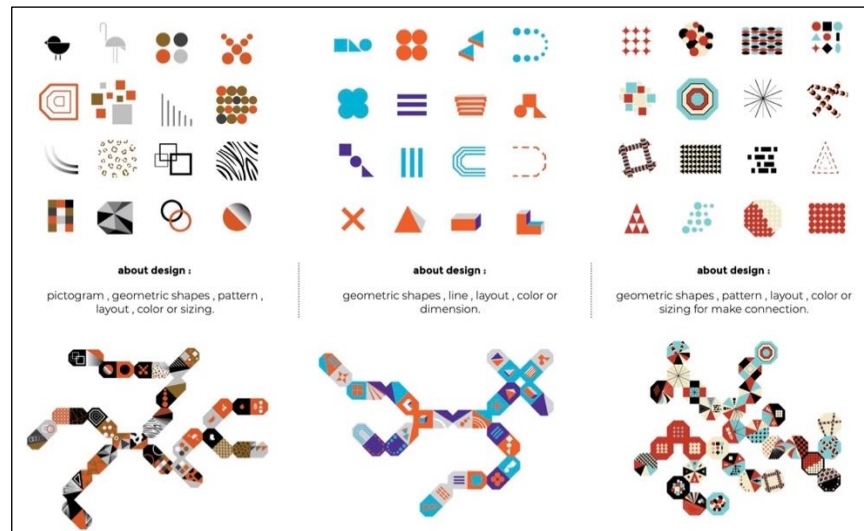 about design :
pictogram , geometric shapes , pattern ,
layout , color or sizing.
about design :
geometric shapes , line , layout , color or
dimension.
about design :
geometric shapes , pattern , layout , color or
sizing for make connection.